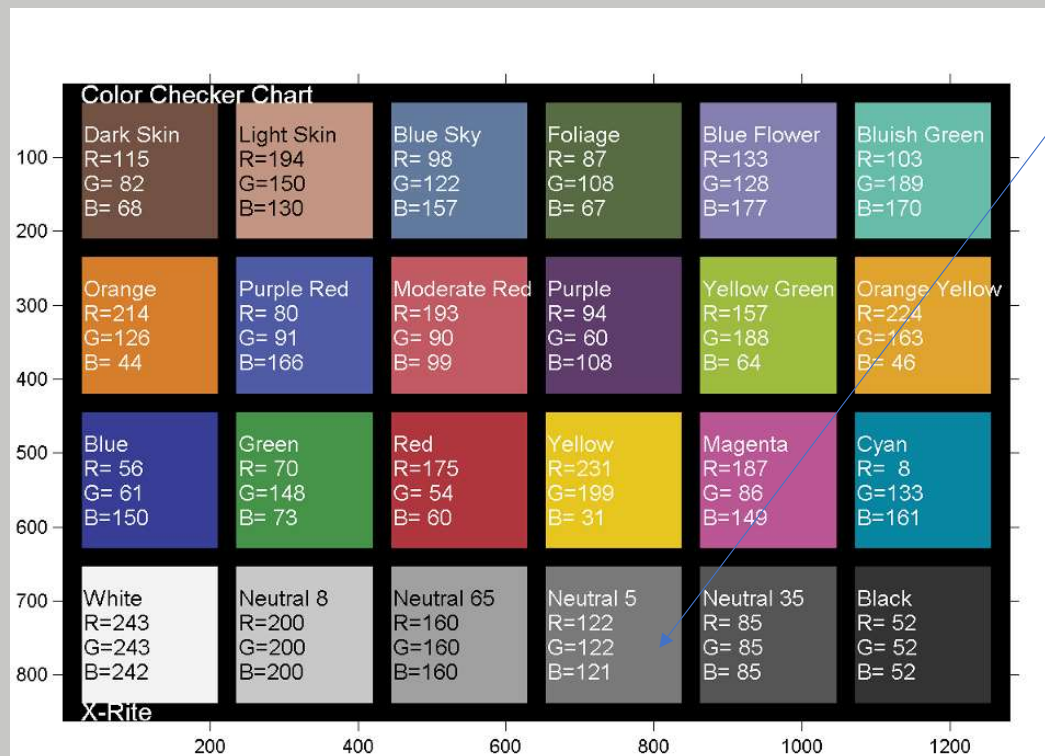 Color Checker Chart
Dark Skin
R=115
G= 82
B= 68
Light Skin
R=194
G=150
B=130
Blue Sky
R= 98
G=122
B=157
Foliage
R= 87
G=108
B= 67
Blue Flower
R=133
G=128
B=177
Bluish Green
R=103
G=189
B=170
Orange
R=214
G=126
B= 44
Purple Red
R= 80
G= 91
B=166
Moderate Red
R=193
G= 90
B= 99
Purple
R= 94
G= 60
B=108
Yellow Green
R=157
G=188
B= 64
Orange Yellow
R=224
G=163
B= 46
Blue
R= 56
G= 61
B=150
Green
R= 70
G=148
B= 73
Red
R=175
G= 54
B= 60
Yellow
R=231
G=199
B= 31
Magenta
R=187
G= 86
B=149
Cyan
R=  8
G=133
B=161
White
R=243
G=243
B=242
Neutral 8
R=200
G=200
B=200
Neutral 65
R=160
G=160
B=160
Neutral 5
R=122
G=122
B=121
Neutral 35
R= 85
G= 85
B= 85
Black
R= 52
G= 52
B= 52
X-Rite
100
200
300
400
500
600
700
800
200
400
600
800
1000
1200